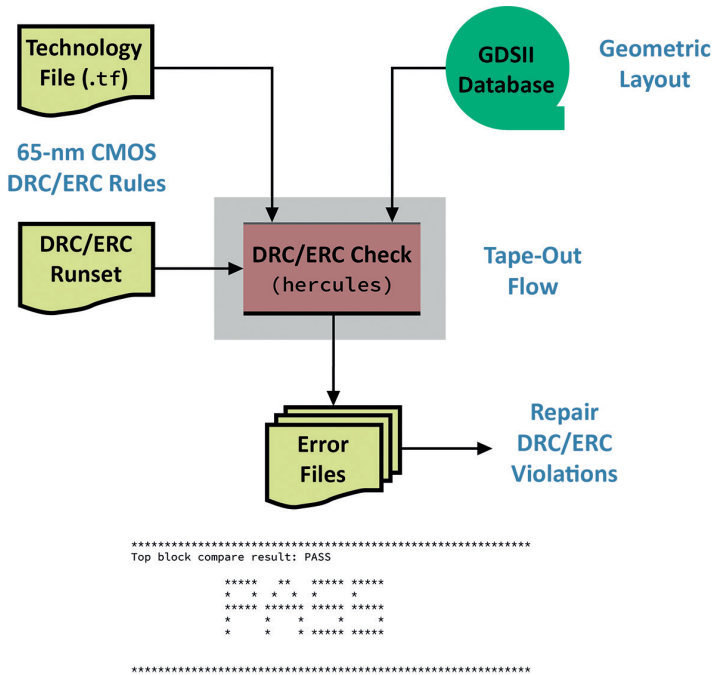 Technology
File (.tf)
GDSII
Database
Geometric
Layout
65-nm CMOS
DRC/ERC Rules
DRC/ERC
Runset
DRC/ERC Check
(hercules)
Tape-Out
Flow
Error
Files
Repair
DRC/ERC
Violations
************************************************************
Top block compare result: PASS
*****   **   ***** *****
*   *  *  *  *     *
***** ****** ***** *****
*     *    *     *     *
*     *    * ***** *****
************************************************************